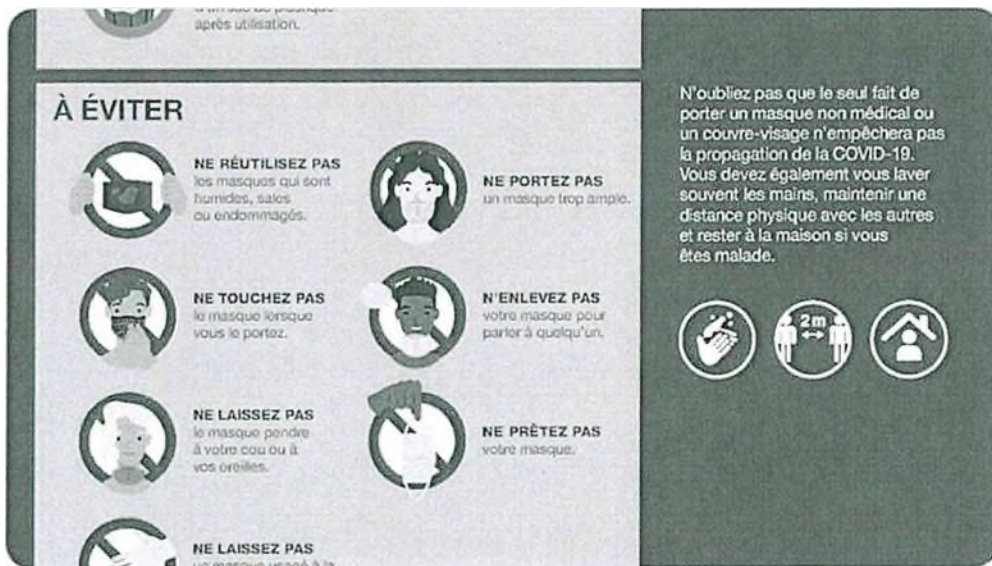 après utilisation.
À ÉVITER
NE RÉUTILISEZ PAS
les masques qui sont
humides, sales
ou endommagés.
NE PORTEZ PAS
un masque trop ample.
NE TOUCHEZ PAS
le masque lorsque
vous le portez.
N'ENLEVEZ PAS
votre masque pour
parler à quelqu'un.
NE LAISSEZ PAS
le masque pendre
à votre cou ou à
vos oreilles.
NE PRÊTEZ PAS
votre masque.
NE LAISSEZ PAS
N'oubliez pas que le seul fait de
porter un masque non médical ou
un couvre-visage n'empêchera pas
la propagation de la COVID-19.
Vous devez également vous laver
souvent les mains, maintenir une
distance physique avec les autres
et rester à la maison si vous
êtes malade.
2m